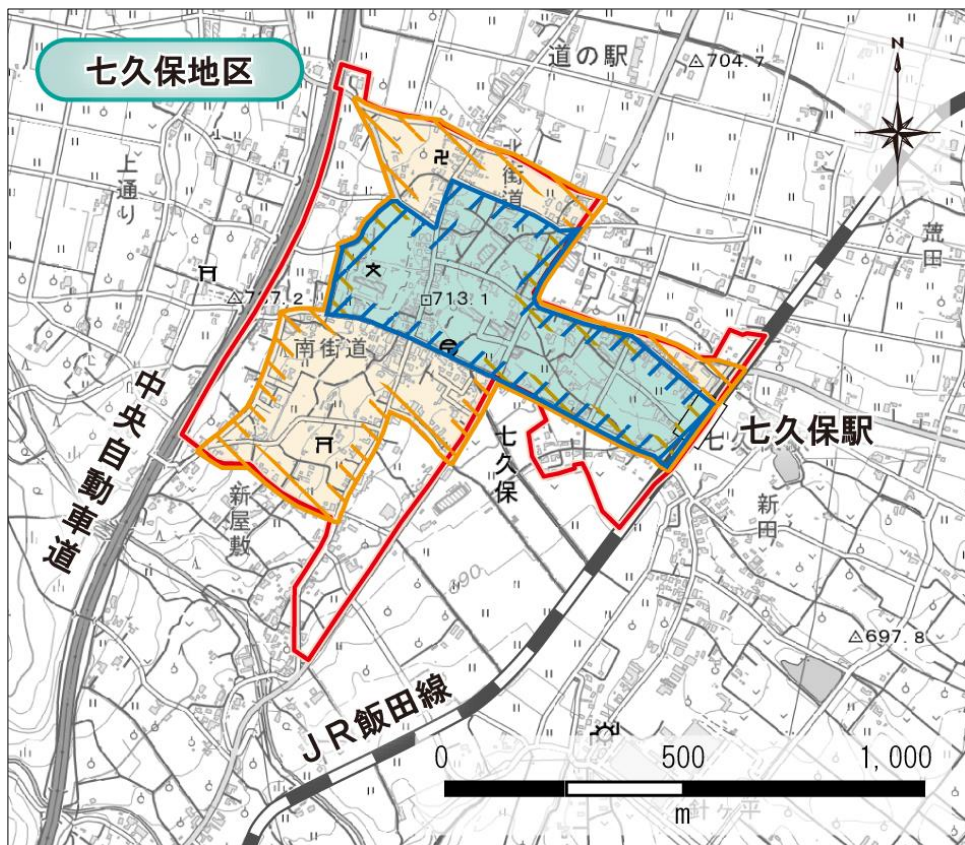 七久保地区
道の駅
704.7
N
北街道
上通り
荒田
737.2
713.1
南街道
七久保駅
中央自動車道
七久保
新田
新屋敷
690
697.8
JR飯田線
0 500 1,000
m
針ヶ平